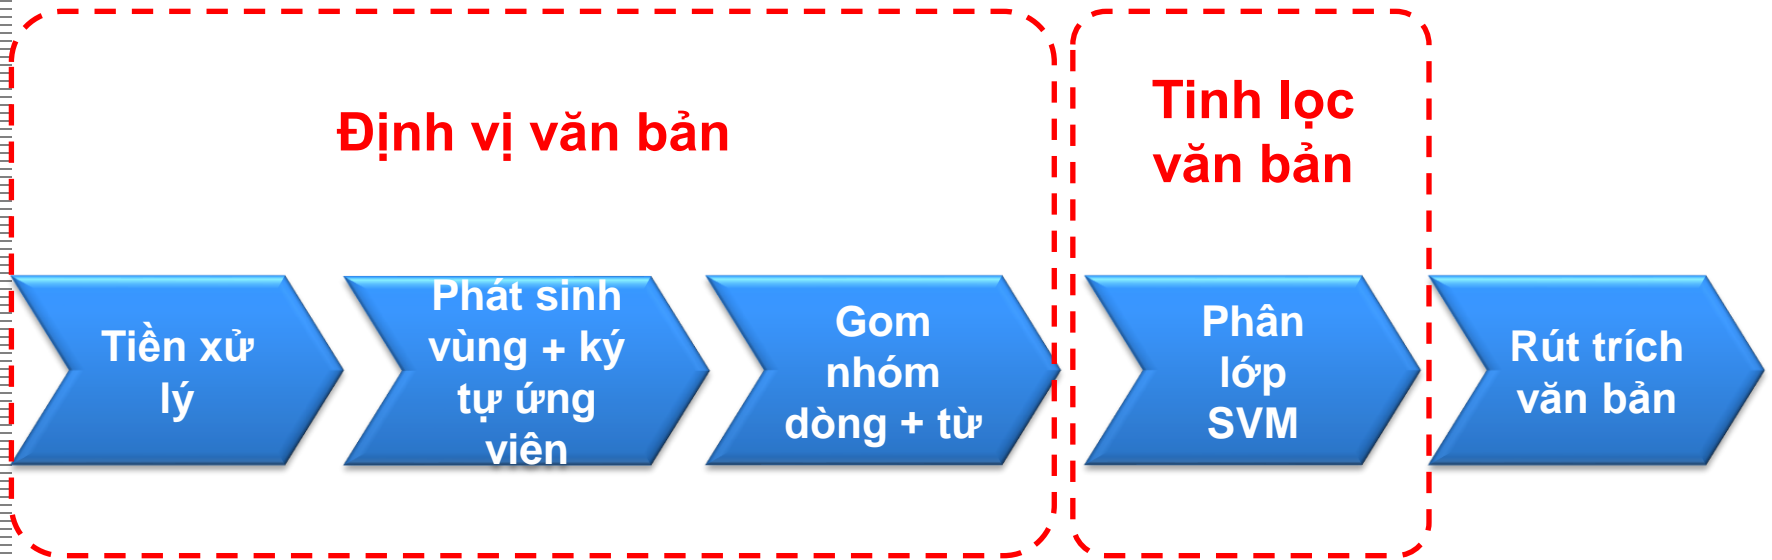 Định vị văn bản
Tinh lọc
văn bản
Tiền xử
lý
Phát sinh
vùng + ký
tự ứng
viên
Gom
nhóm
dòng + từ
Phân
lớp
SVM
Rút trích
văn bản